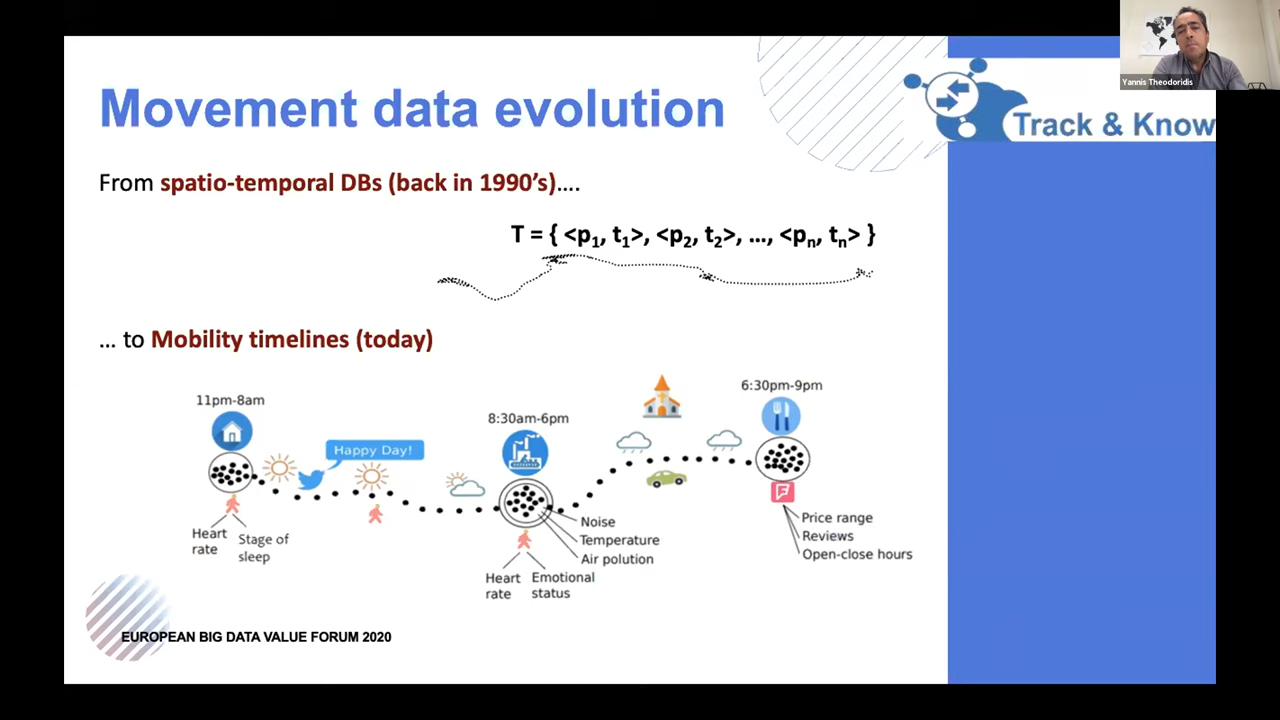 Yannis Theodoridis
Movement data evolution
Track & Know
From spatio-temporal DBs (back in 1990's)....
T = { <p1, t1>, <p2, t2>, ..., <pn, tn> }
... to Mobility timelines (today)
11pm-8am
8:30am-6pm
6:30pm-9pm
Happy Day!
Heart
rate
Stage of
sleep
Noise
Temperature
Air polution
Heart
rate
Emotional
status
Price range
Reviews
Open-close hours
EUROPEAN BIG DATA VALUE FORUM 2020